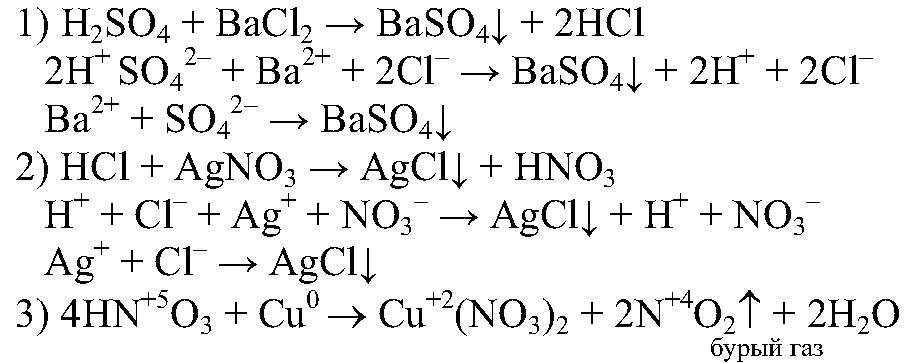 1) H₂SO₄ + BaCl₂ → BaSO₄↓ + 2HCl
2H⁺ SO₄²⁻ + Ba²⁺ + 2Cl⁻ → BaSO₄↓ + 2H⁺ + 2Cl⁻
Ba²⁺ + SO₄²⁻ → BaSO₄↓
2) HCl + AgNO₃ → AgCl↓ + HNO₃
H⁺ + Cl⁻ + Ag⁺ + NO₃⁻ → AgCl↓ + H⁺ + NO₃⁻
Ag⁺ + Cl⁻ → AgCl↓
3) 4HN⁺⁵O₃ + Cu⁰ → Cu⁺²(NO₃)₂ + 2N⁺⁴O₂↑ + 2H₂O
бурый газ